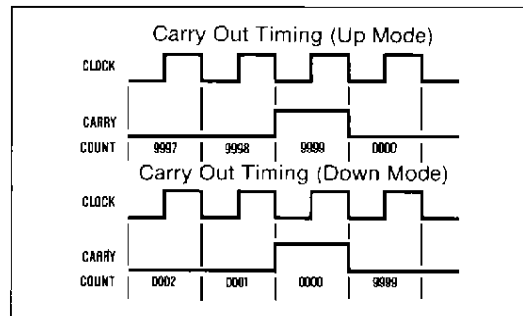 Carry Out Timing (Up Mode)
CLOCK
CARRY
COUNT 9997 9998 9999 0000
Carry Out Timing (Down Mode)
CLOCK
CARRY
COUNT 0002 0001 0000 9999